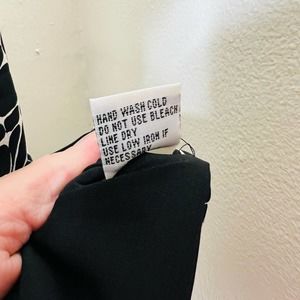 HAND WASH COLD
DO NOT USE BLEACH
LINE DRY
USE LOW IRON IF
NECESSARY